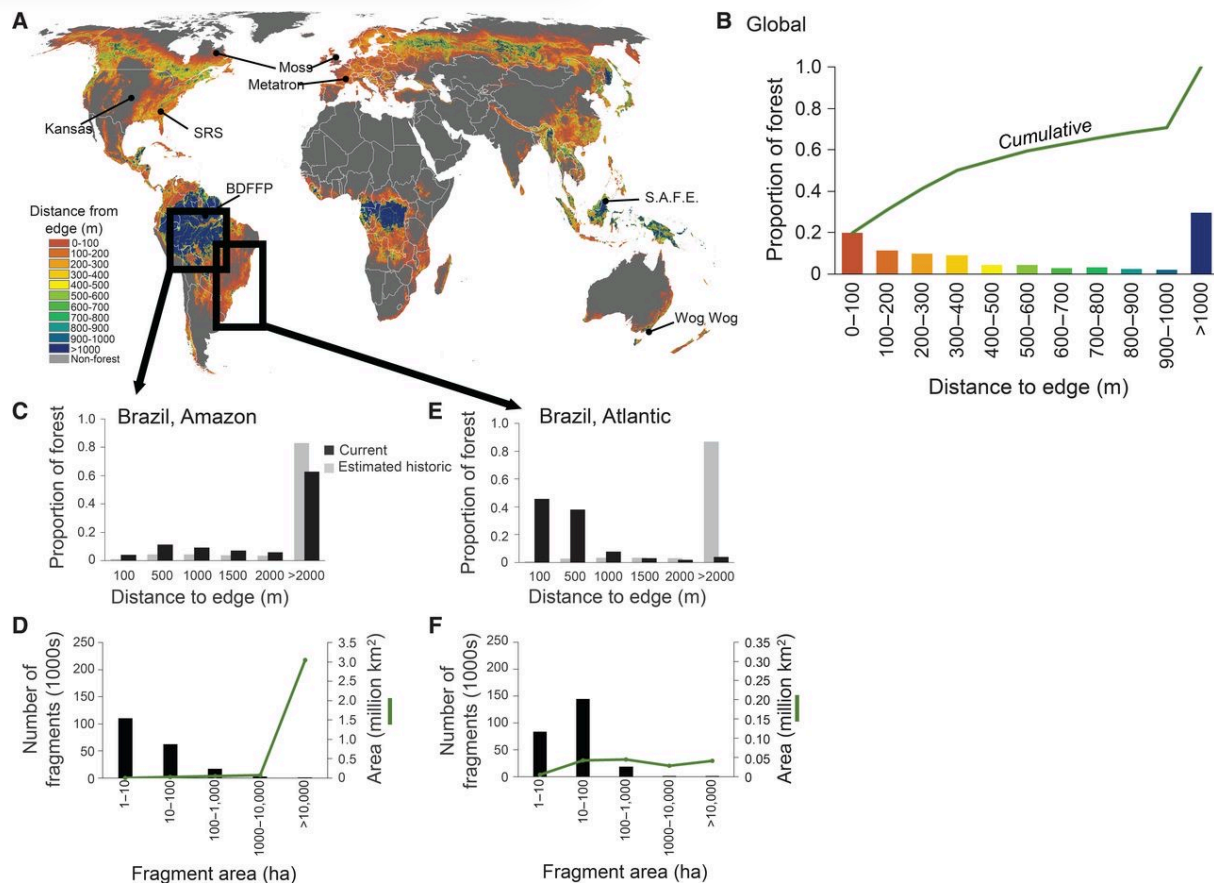 A
Moss
Metatron
Kansas
SRS
BDFFP
S.A.F.E.
Wog Wog
Distance from
edge (m)
0-100
100-200
200-300
300-400
400-500
500-600
600-700
700-800
800-900
900-1000
>1000
Non-forest
B Global
Proportion of forest
1.0
0.8
0.6
0.4
0.2
0
Cumulative
0–100
100–200
200–300
300–400
400–500
500–600
600–700
700–800
800–900
900–1000
>1000
Distance to edge (m)
C Brazil, Amazon
Proportion of forest
1.0
0.8
0.6
0.4
0.2
0
Current
Estimated historic
100 500 1000 1500 2000 >2000
Distance to edge (m)
E Brazil, Atlantic
Proportion of forest
1.0
0.8
0.6
0.4
0.2
0
100 500 1000 1500 2000 >2000
Distance to edge (m)
D
Number of
fragments (1000s)
250
200
150
100
50
0
3.5
3.0
2.5
2.0
1.5
1.0
0.5
0
Area (million km²)
1–10
10–100
100–1,000
1000–10,000
>10,000
Fragment area (ha)
F
Number of
fragments (1000s)
250
200
150
100
50
0
0.35
0.30
0.25
0.20
0.15
0.10
0.05
0
Area (million km²)
1–10
10–100
100–1,000
1000–10,000
>10,000
Fragment area (ha)